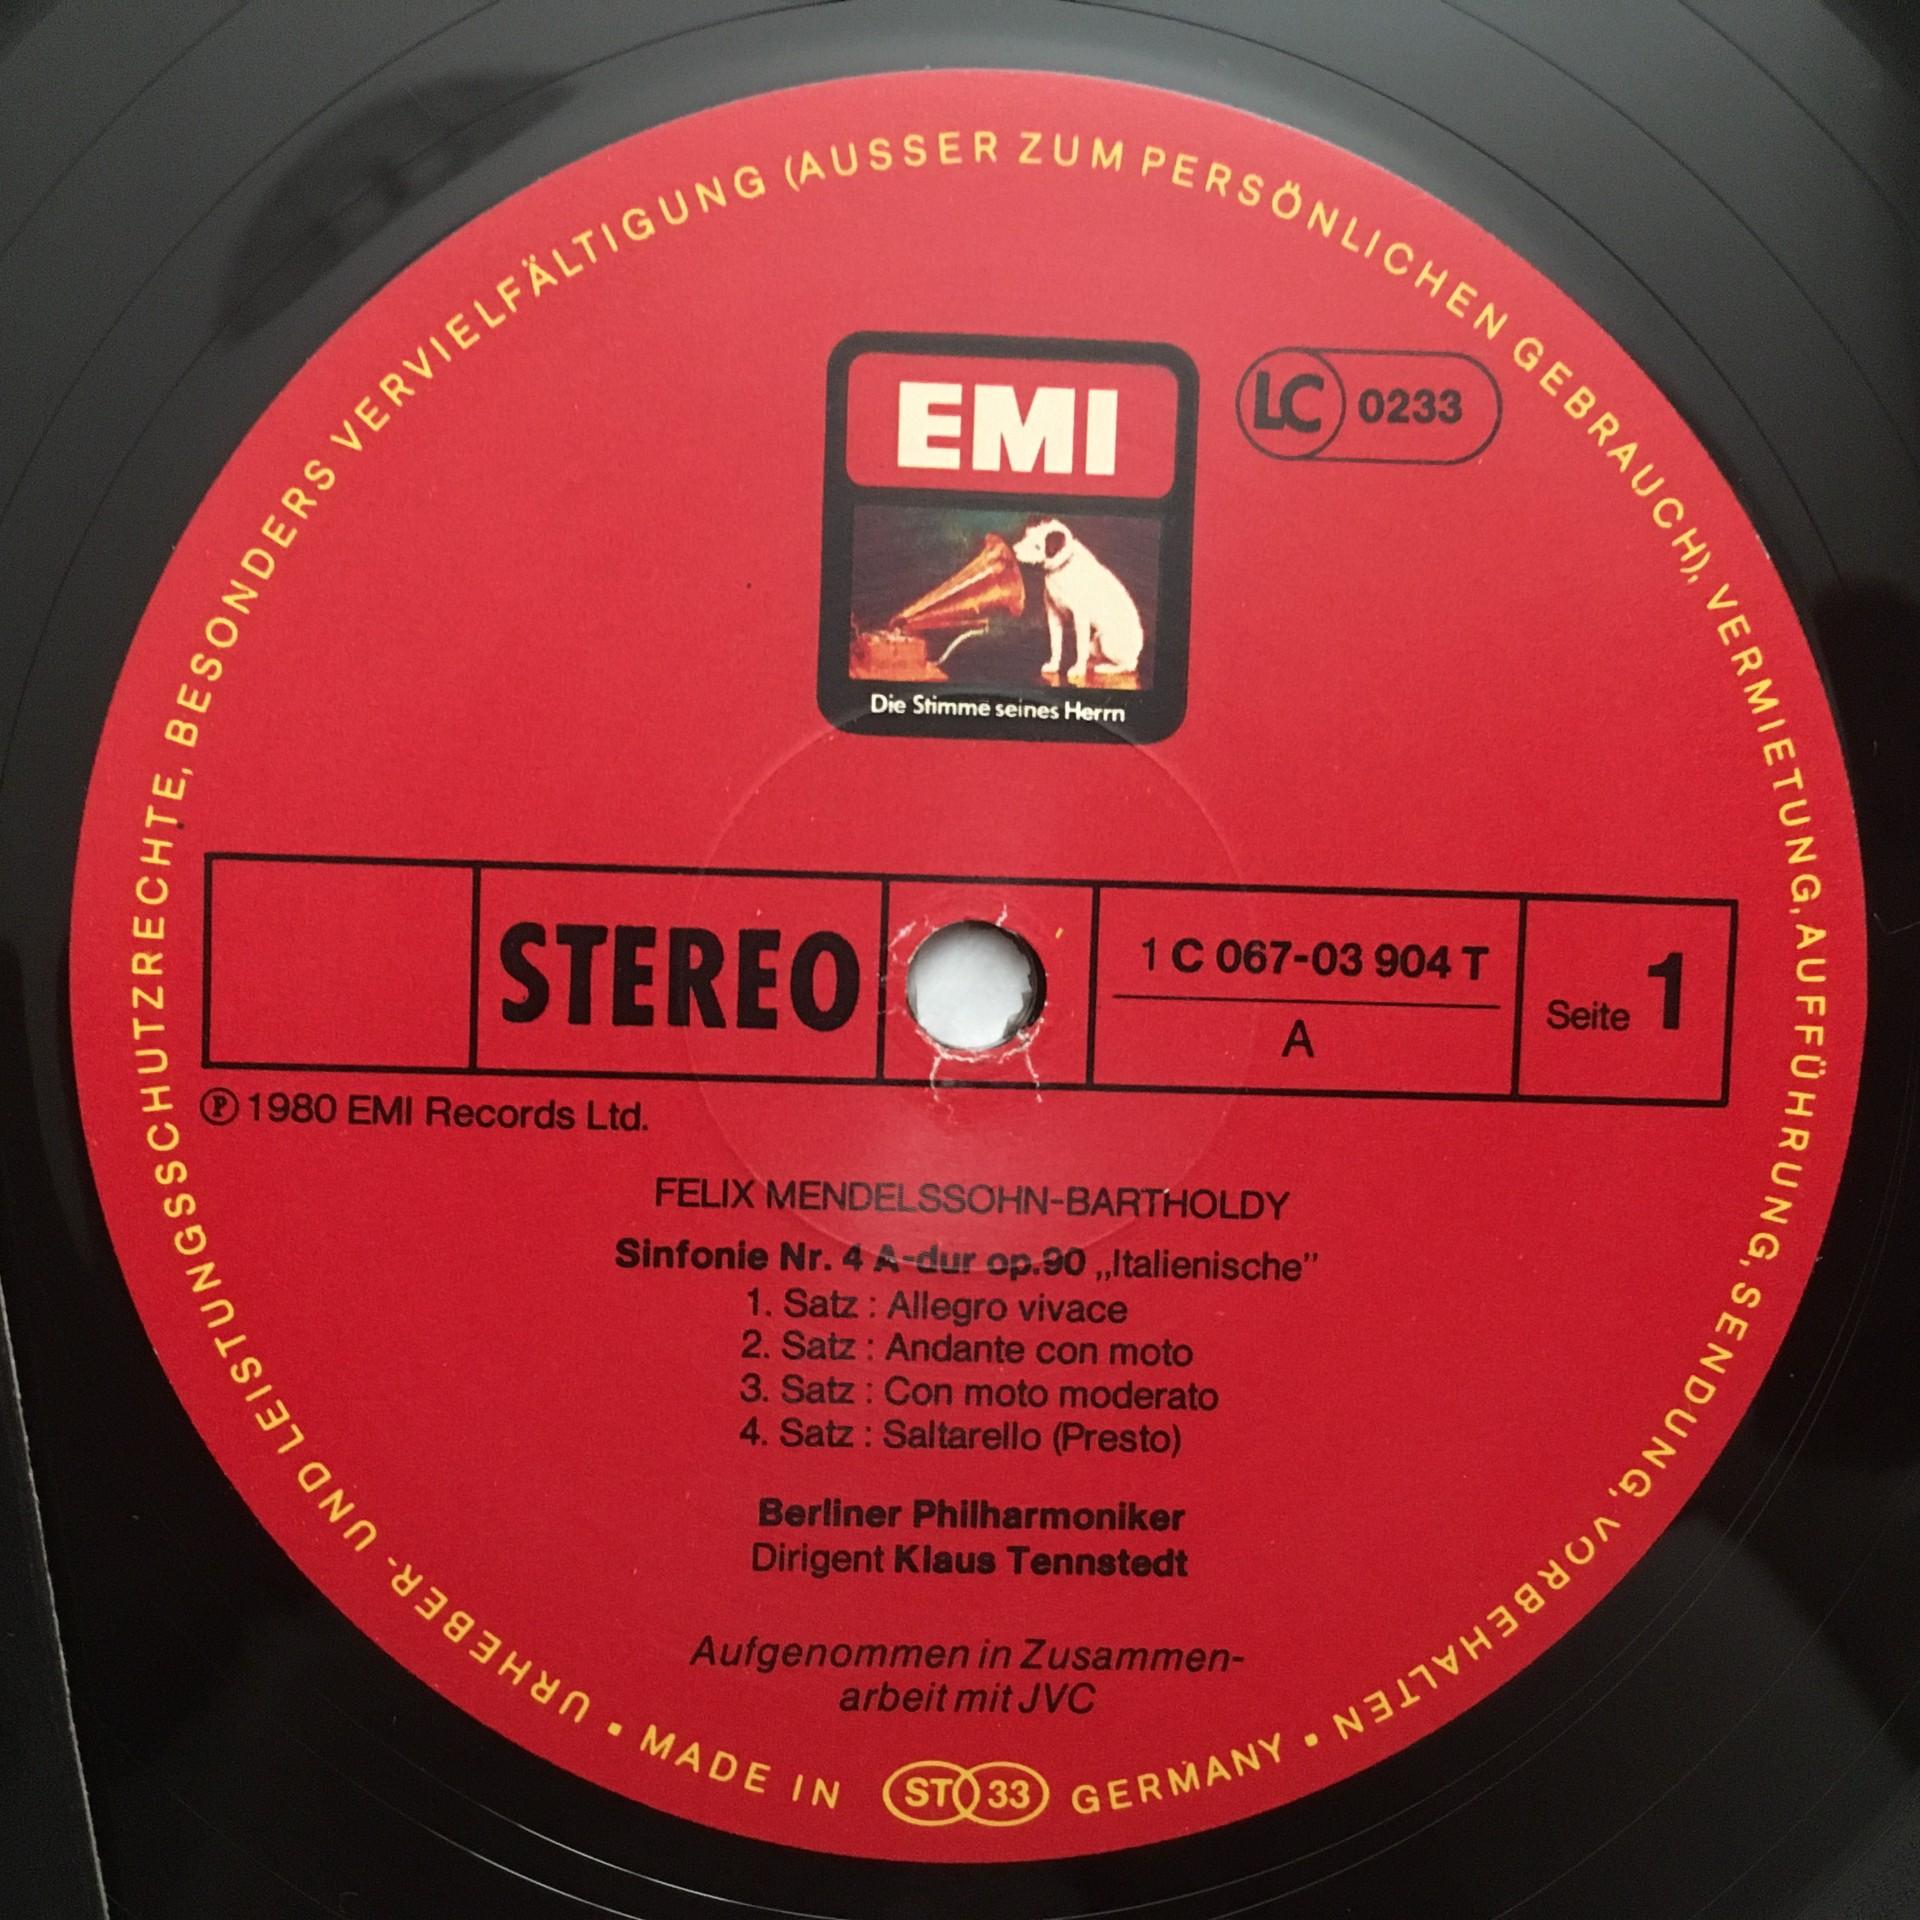 URHEBER- UND LEISTUNGSSCHUTZRECHTE, BESONDERS VERVIELFÄLTIGUNG (AUSSER ZUM PERSÖNLICHEN GEBRAUCH), VERMIETUNG, AUFFÜHRUNG, SENDUNG, VORBEHALTEN •
EMI
LC 0233
Die Stimme seines Herrn
STEREO
1 C 067-03 904 T
A
Seite 1
Ⓟ 1980 EMI Records Ltd.
FELIX MENDELSSOHN-BARTHOLDY
Sinfonie Nr. 4 A-dur op.90 „Italienische”
1. Satz : Allegro vivace
2. Satz : Andante con moto
3. Satz : Con moto moderato
4. Satz : Saltarello (Presto)
Berliner Philharmoniker
Dirigent Klaus Tennstedt
Aufgenommen in Zusammen-
arbeit mit JVC
• MADE IN ST 33 GERMANY